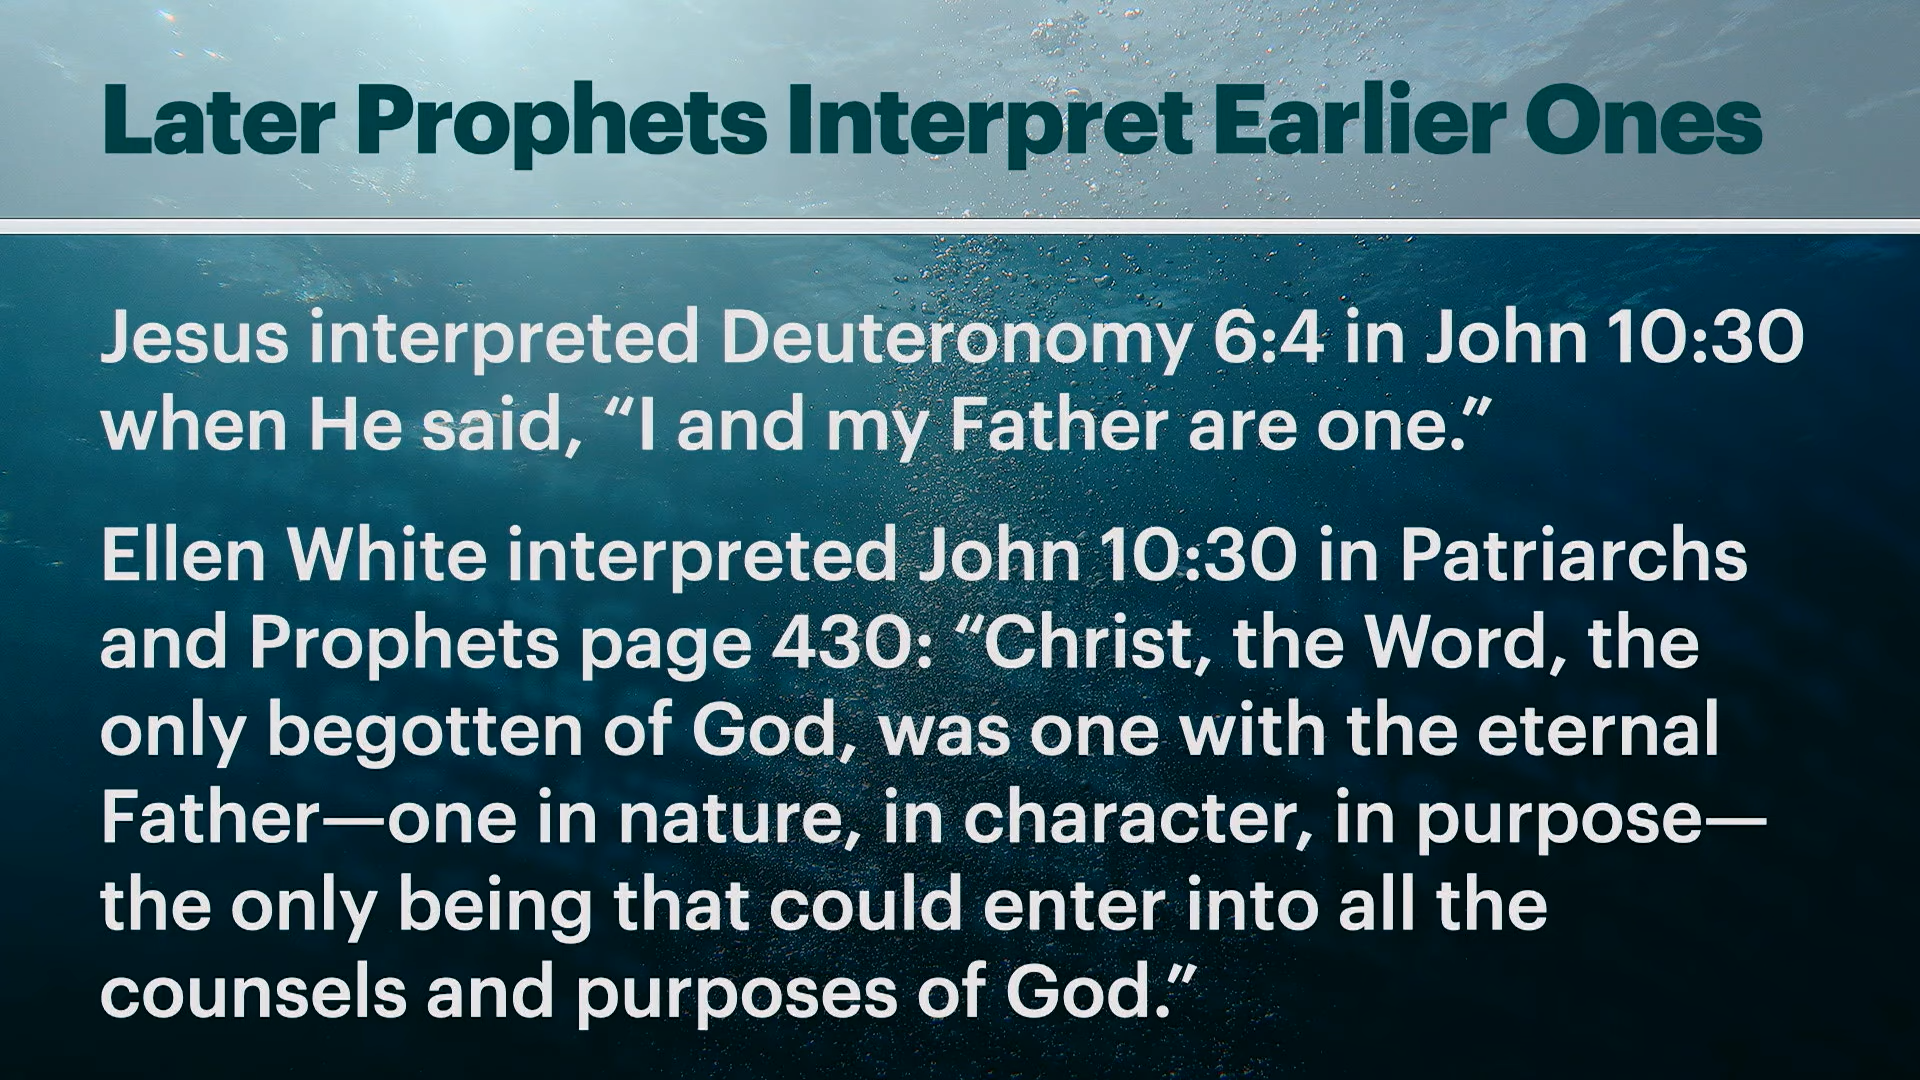 Later Prophets Interpret Earlier Ones
Jesus interpreted Deuteronomy 6:4 in John 10:30
when He said, “I and my Father are one.”
Ellen White interpreted John 10:30 in Patriarchs
and Prophets page 430: “Christ, the Word, the
only begotten of God, was one with the eternal
Father—one in nature, in character, in purpose—
the only being that could enter into all the
counsels and purposes of God.”